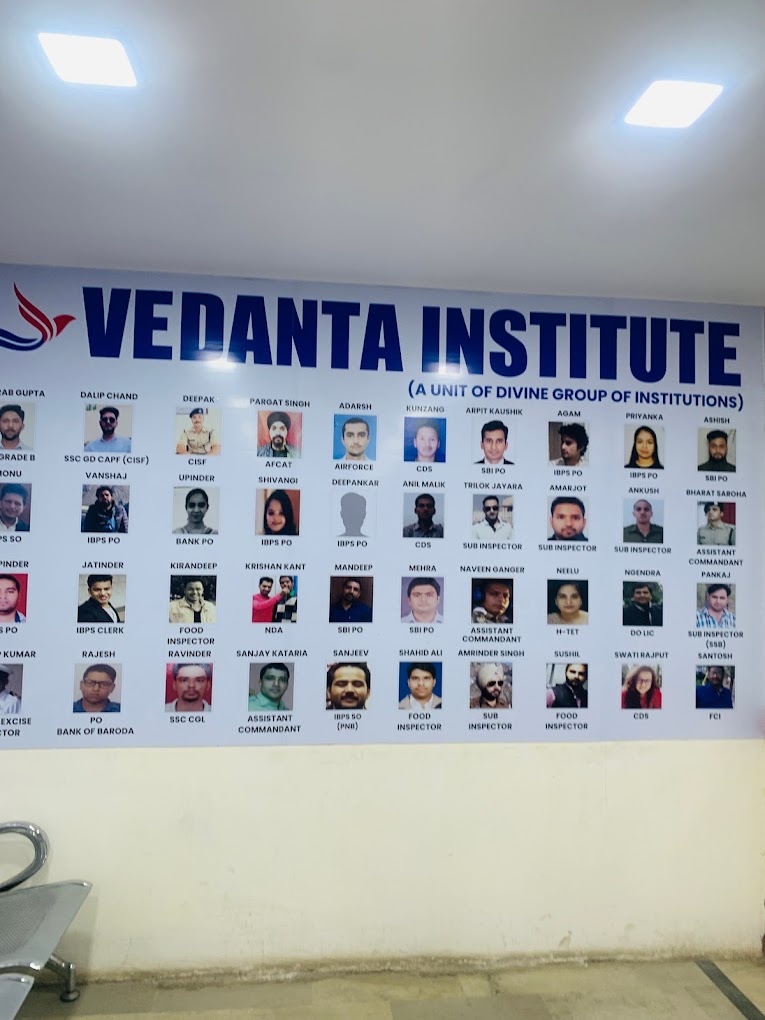 VEDANTA INSTITUTE
(A UNIT OF DIVINE GROUP OF INSTITUTIONS)
GUPTA
GRADE B
DALIP CHAND
SSC GD CAPF (CISF)
DEEPAK
CISF
PARGAT SINGH
AFCAT
ADARSH
AIRFORCE
KUNZANG
CDS
ARPIT KAUSHIK
SBI PO
AGAM
IBPS PO
PRIYANKA
IBPS PO
ASHISH
SBI PO
SO
VANSHAJ
IBPS PO
UPINDER
BANK PO
SHIVANGI
IBPS PO
DEEPANKAR
IBPS PO
ANIL MALIK
CDS
TRILOK JAYARA
SUB INSPECTOR
AMARJOT
SUB INSPECTOR
ANKUSH
SUB INSPECTOR
BHARAT SAROHA
ASSISTANT
COMMANDANT
PO
JATINDER
IBPS CLERK
KIRANDEEP
FOOD
INSPECTOR
KRISHAN KANT
NDA
MANDEEP
SBI PO
MEHRA
SBI PO
NAVEEN GANGER
ASSISTANT
COMMANDANT
NEELU
H-TET
NGENDRA
DO LIC
PANKAJ
SUB INSPECTOR
(SSB)
KUMAR
EXCISE
RAJESH
PO
BANK OF BARODA
RAVINDER
SSC CGL
SANJAY KATARIA
ASSISTANT
COMMANDANT
SANJEEV
IBPS SO
(PNB)
SHAHID ALI
FOOD
INSPECTOR
AMRINDER SINGH
SUB
INSPECTOR
SUSHIL
FOOD
INSPECTOR
SWATI RAJPUT
CDS
SANTOSH
FCI